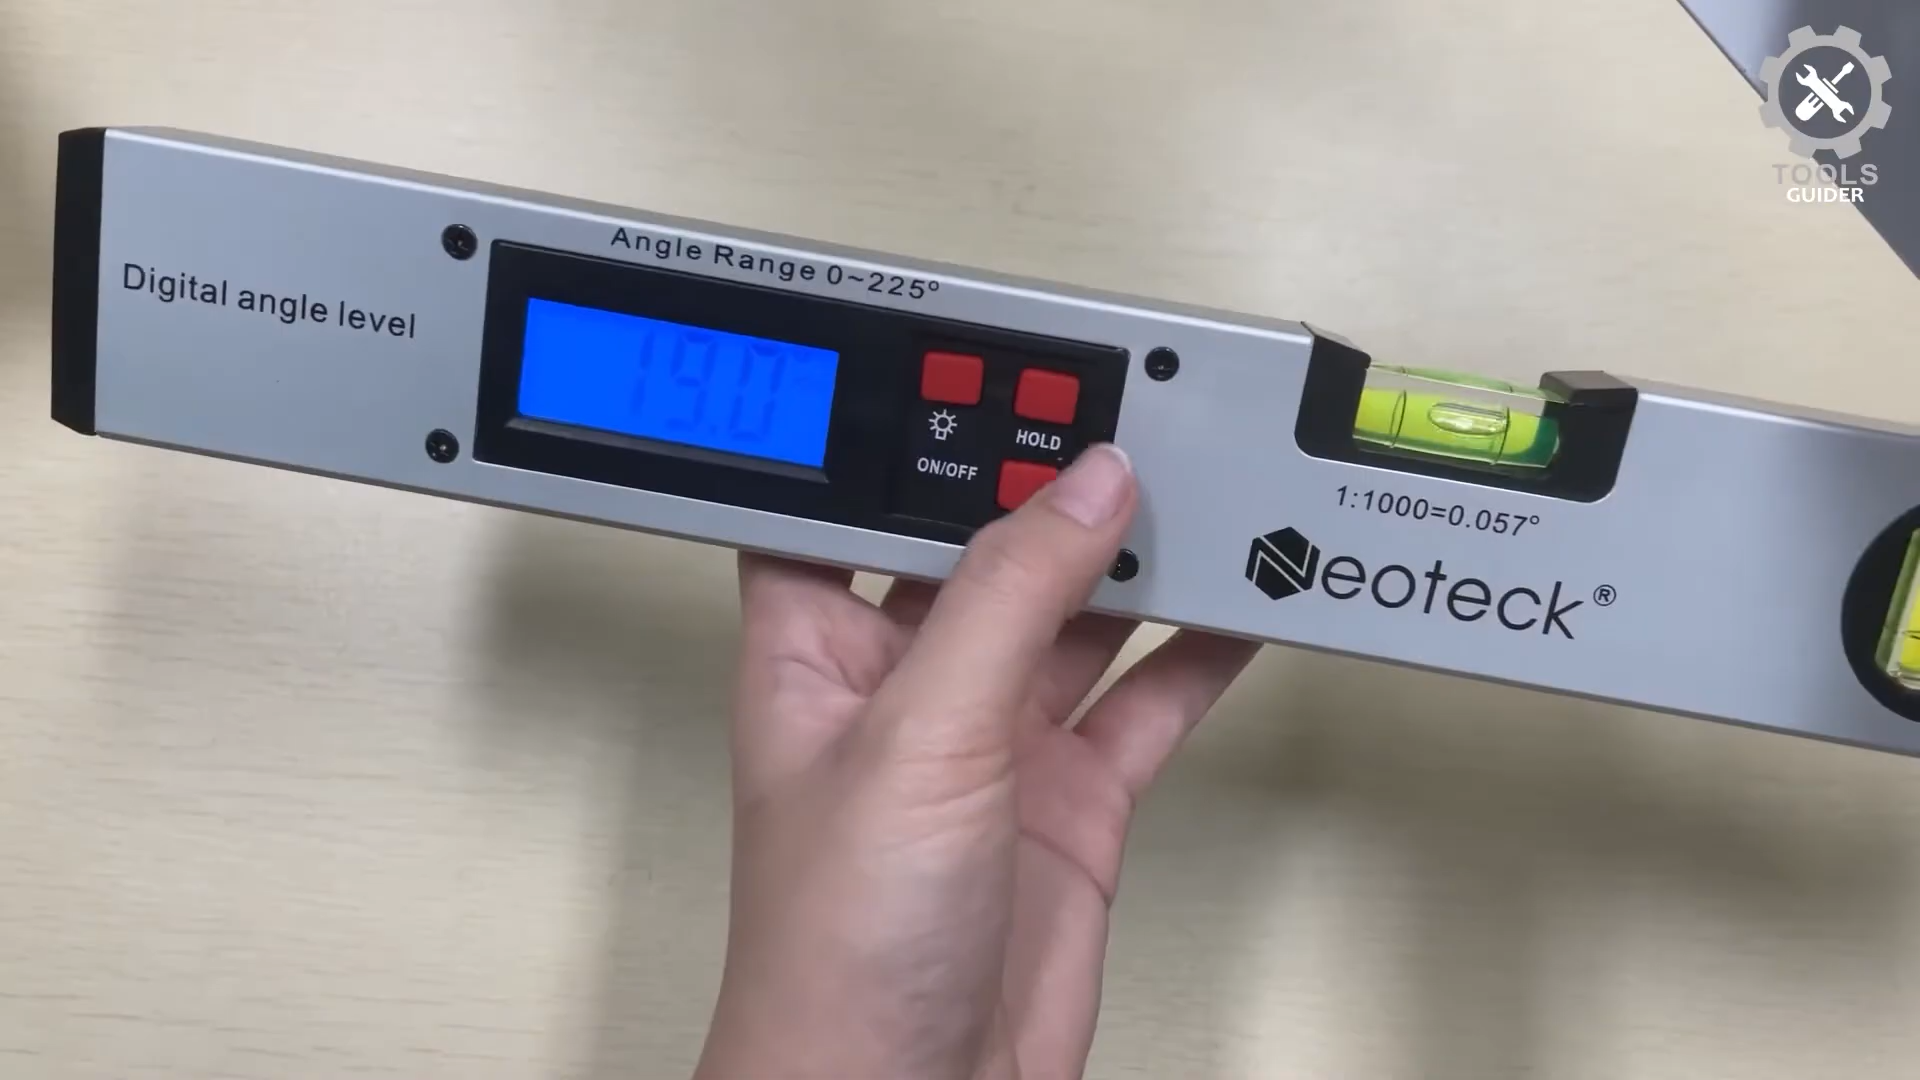 TOOLS
GUIDER
Angle Range 0~225°
Digital angle level
19.0°
HOLD
ON/OFF
1:1000=0.057°
Neoteck®